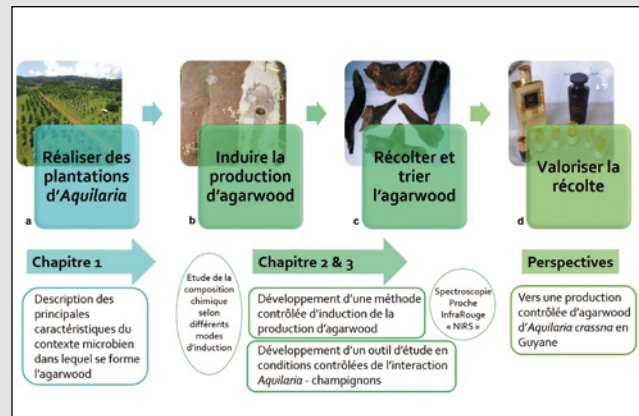 Réaliser des
plantations
d'Aquilaria
a
Induire la
production
d'agarwood
b
Récolter et
trier
l'agarwood
c
Valoriser la
récolte
d
Chapitre 1
Description des
principales
caractéristiques du
contexte microbien
dans lequel se forme
l'agarwood
Etude de la
composition
chimique
selon
différents
modes
d'induction
Chapitre 2 & 3
Développement d'une méthode
contrôlée d'induction de la
production d'agarwood
Développement d'un outil d'étude en
conditions contrôlées de l'interaction
Aquilaria - champignons
Spectroscopie
Proche
InfraRouge
« NIRS »
Perspectives
Vers une production
contrôlée d'agarwood
d'Aquilaria crassna en
Guyane